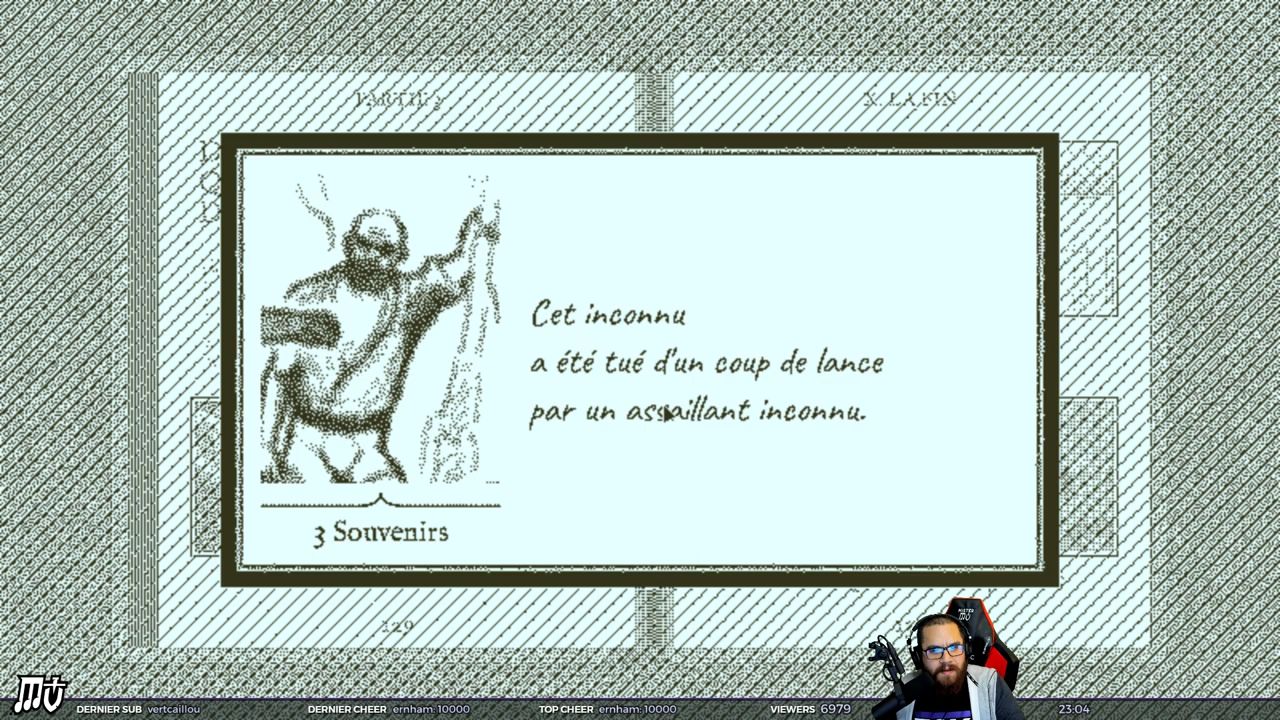 X. LA FIN
Cet inconnu
a été tué d'un coup de lance
par un assaillant inconnu.
3 Souvenirs
129
DERNIER SUB vertcaillou
DERNIER CHEER ernham: 10000
TOP CHEER ernham: 10000
VIEWERS 6979
23:04